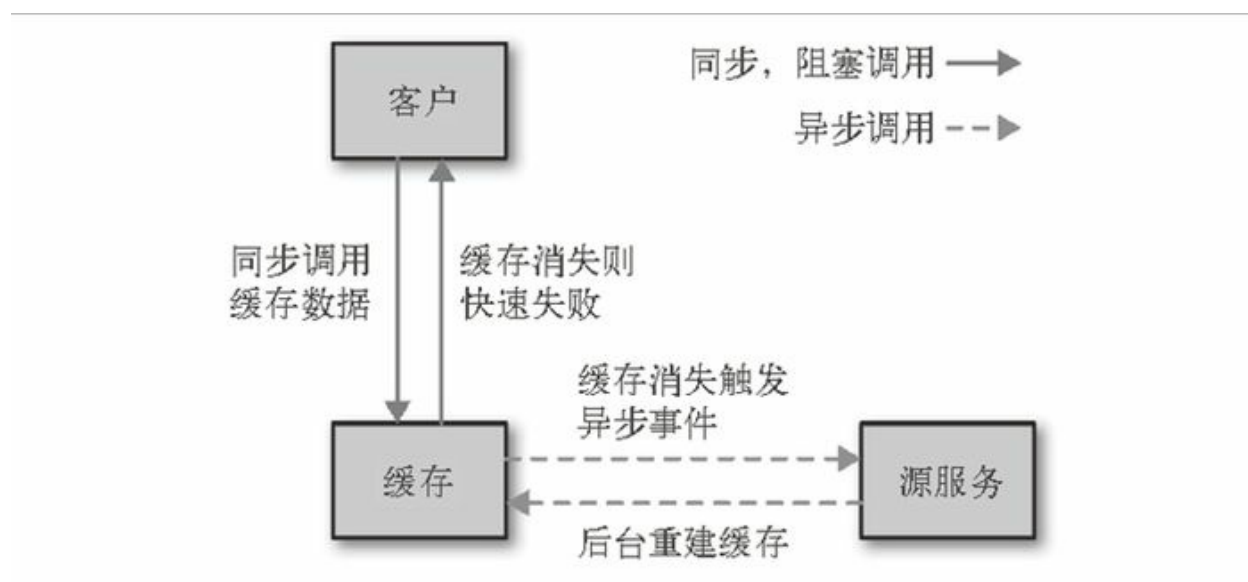 客户
同步，阻塞调用
异步调用
同步调用
缓存数据
缓存消失则
快速失败
缓存消失触发
异步事件
缓存
源服务
后台重建缓存